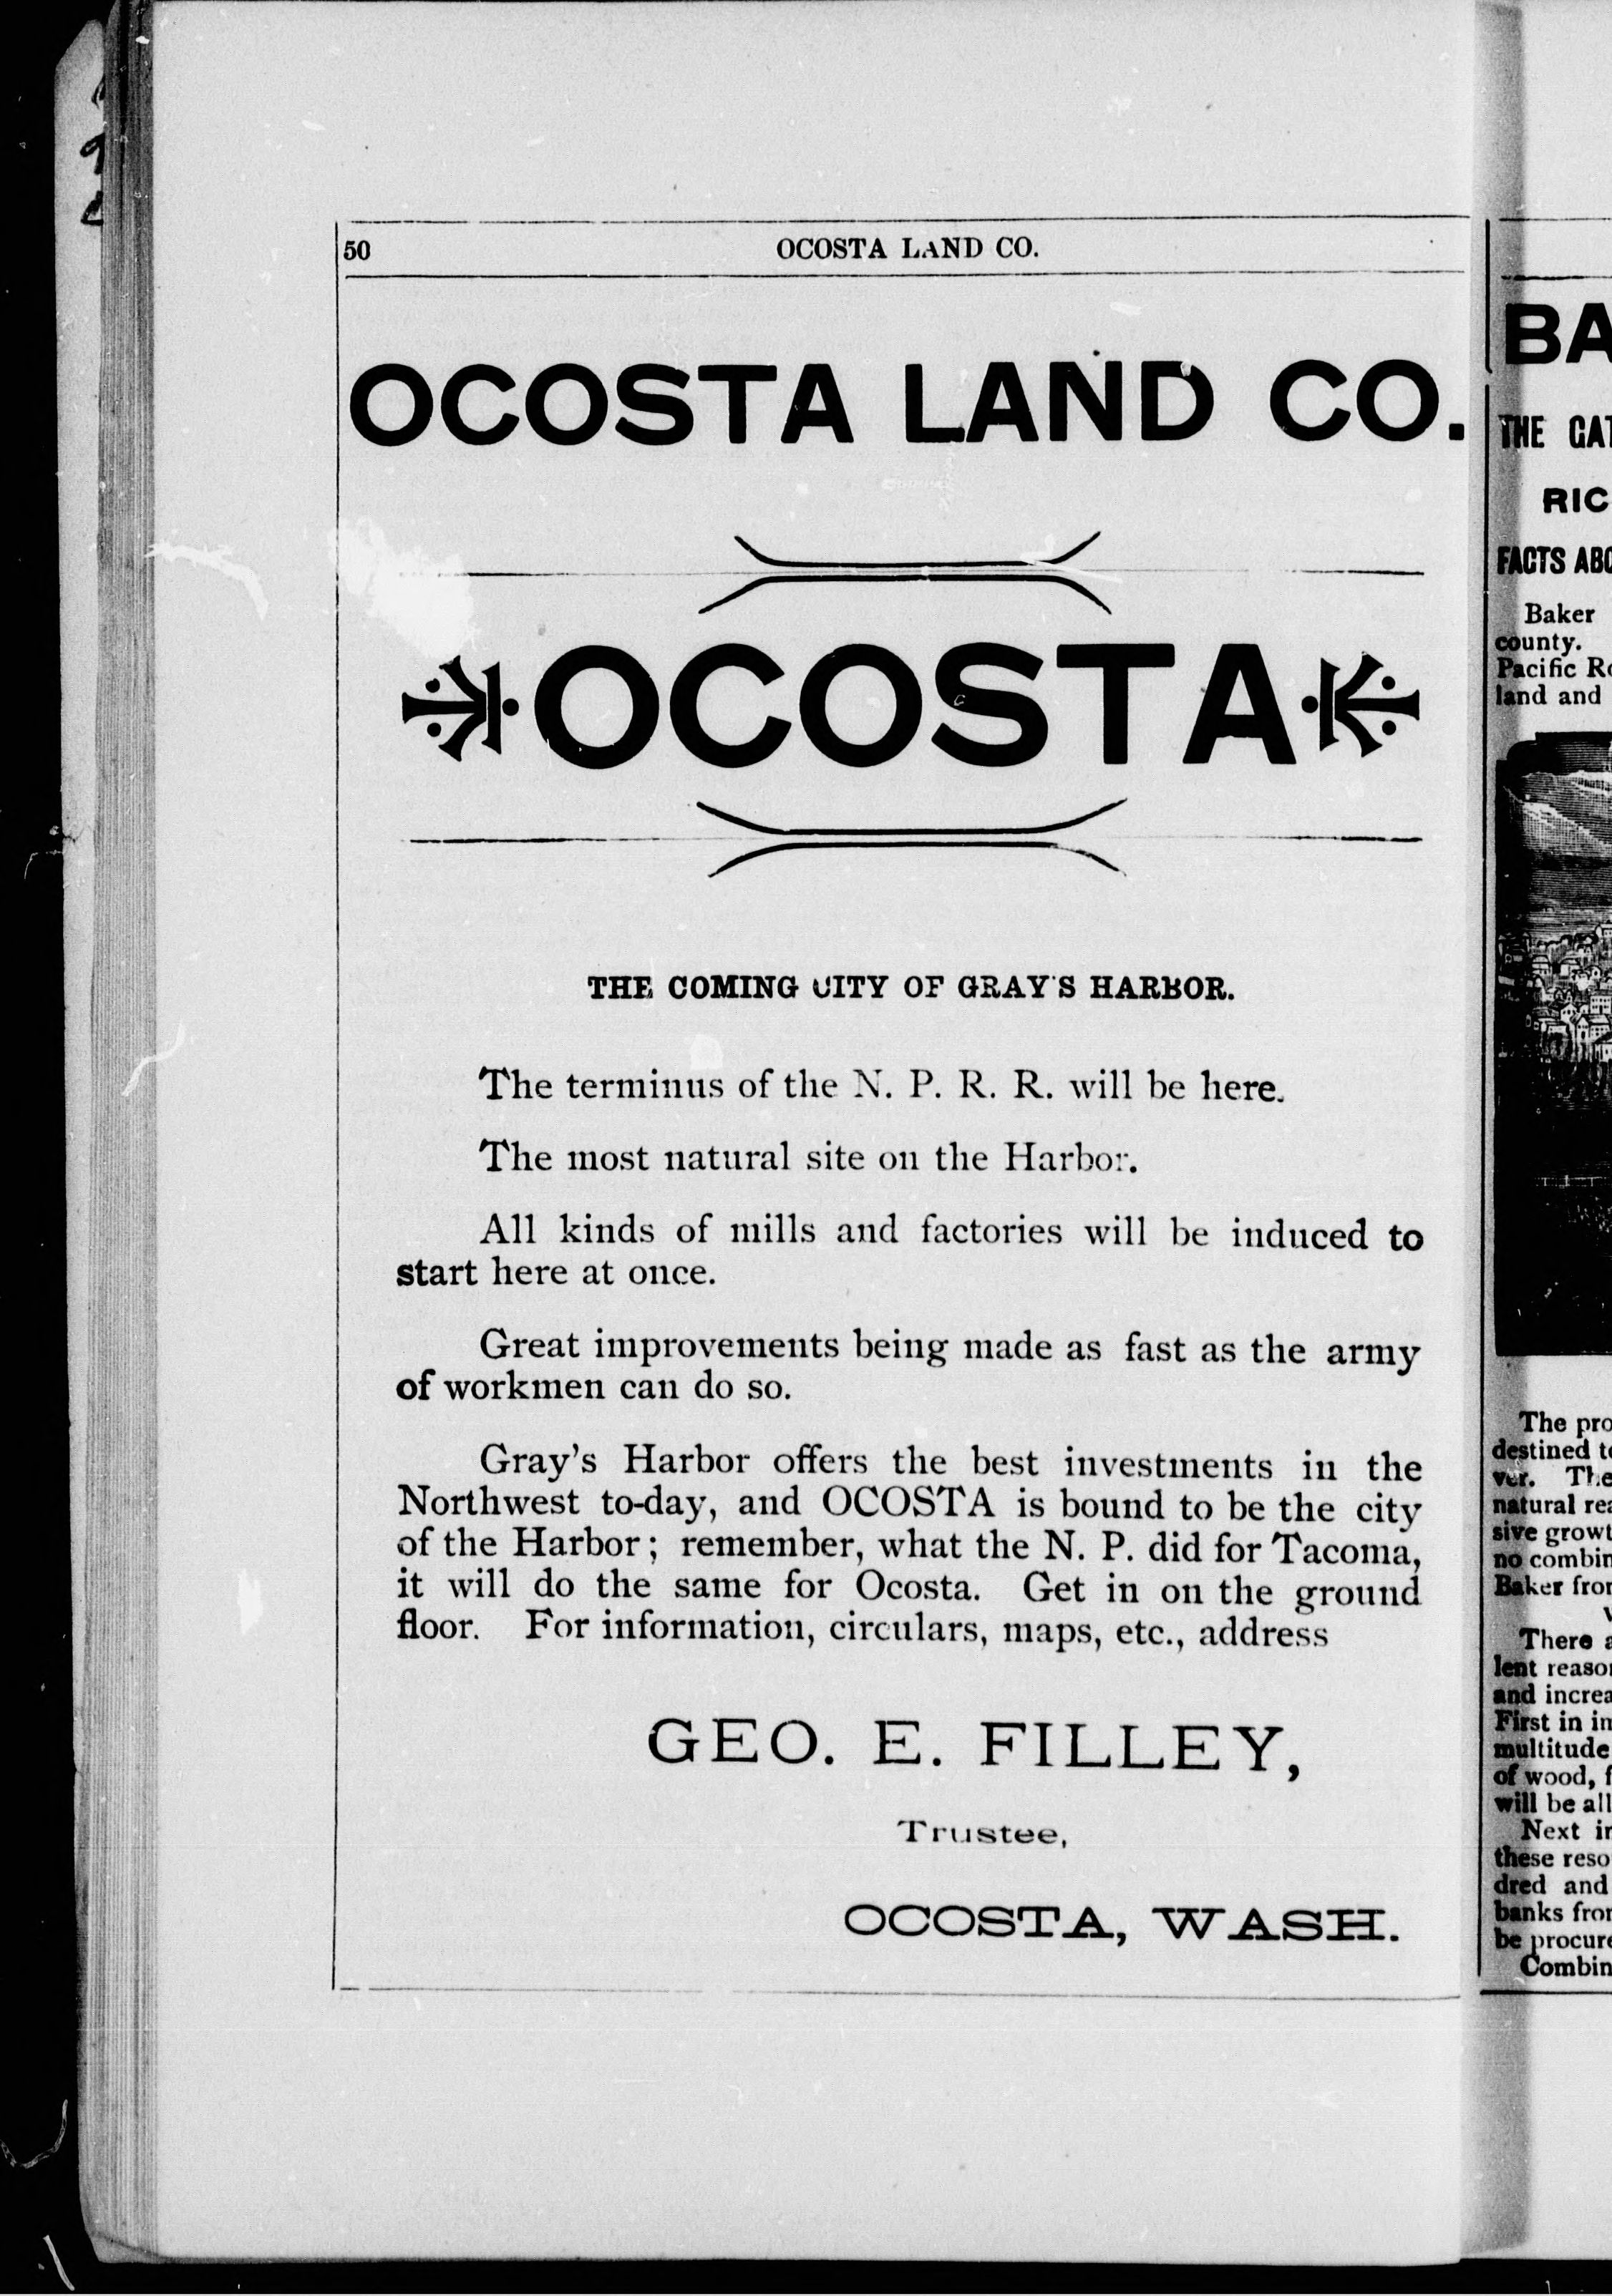 50
OCOSTA LAND CO.
OCOSTA LAND CO.
OCOSTA
THE COMING CITY OF GRAY'S HARBOR.
The terminus of the N. P. R. R. will be here.
The most natural site on the Harbor.
All kinds of mills and factories will be induced to
start here at once.
Great improvements being made as fast as the army
of workmen can do so.
Gray's Harbor offers the best investments in the
Northwest to-day, and OCOSTA is bound to be the city
of the Harbor; remember, what the N. P. did for Tacoma,
it will do the same for Ocosta. Get in on the ground
floor. For information, circulars, maps, etc., address
GEO. E. FILLEY,
Trustee,
OCOSTA, WASH.
BA
THE GAT
RIC
FACTS ABO
Baker
county.
Pacific Ro
land and
The pro
destined to
ver. The
natural rea
sive growt
no combin
Baker from
There a
lent reason
and increa
First in im
multitude
of wood, f
will be all
Next in
these reso
dred and
banks from
be procure
Combin